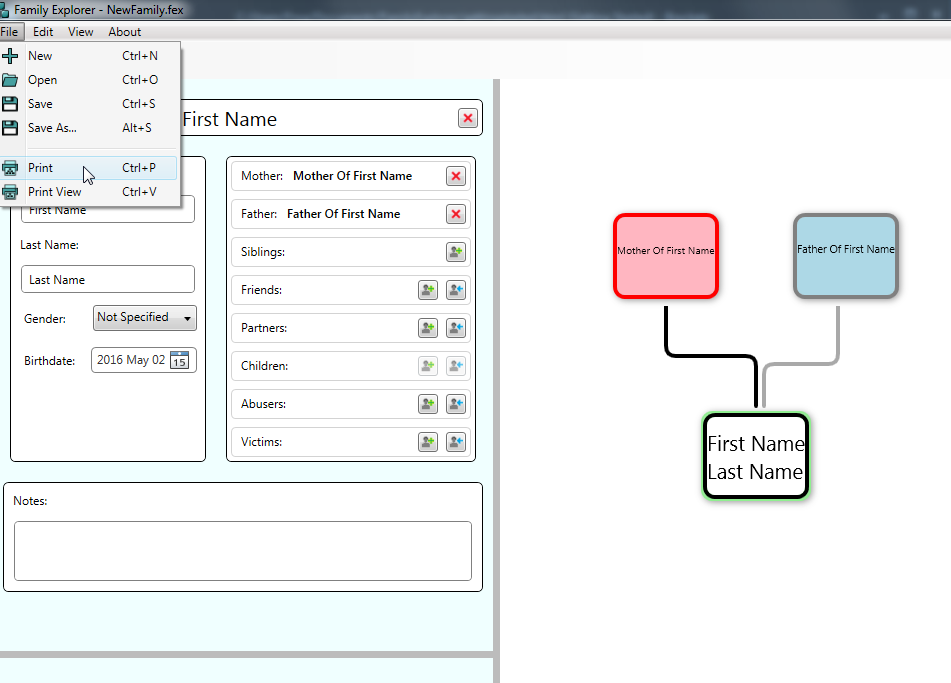 Family Explorer - NewFamily.fex
File Edit View About
New Ctrl+N
Open Ctrl+O
Save Ctrl+S
Save As... Alt+S
Print Ctrl+P
Print View Ctrl+V
First Name
First Name
Last Name:
Last Name
Gender: Not Specified
Birthdate: 2016 May 02 15
Mother: Mother Of First Name
Father: Father Of First Name
Siblings:
Friends:
Partners:
Children:
Abusers:
Victims:
Notes:
Mother Of First Name
Father Of First Name
First Name
Last Name